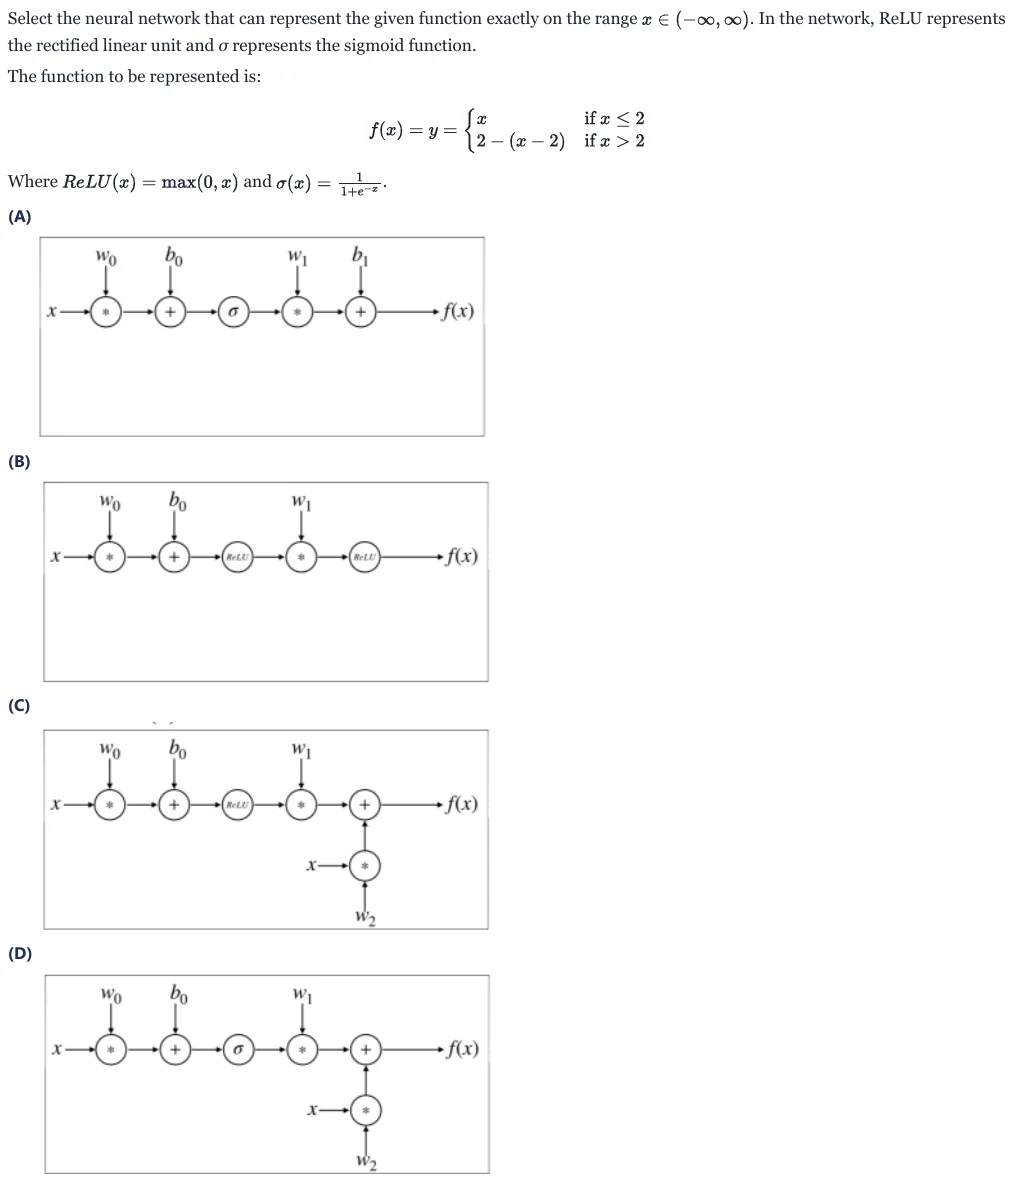 Select the neural network that can represent the given function exactly on the range x ∈ (−∞, ∞). In the network, ReLU represents
the rectified linear unit and σ represents the sigmoid function.
The function to be represented is:
f(x) = y = { x if x ≤ 2
2 − (x − 2) if x > 2
Where ReLU(x) = max(0, x) and σ(x) = 1/(1+e^{−x}).
(A)
w₀ b₀ w₁ b₁
x * + σ * + f(x)
(B)
w₀ b₀ w₁
x * + ReLU * ReLU f(x)
(C)
w₀ b₀ w₁
x * + ReLU * + f(x)
x *
w₂
(D)
w₀ b₀ w₁
x * + σ * + f(x)
x *
w₂